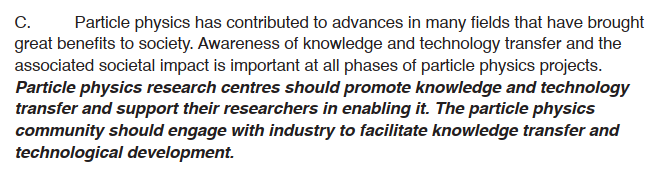 C. Particle physics has contributed to advances in many fields that have brought
great benefits to society. Awareness of knowledge and technology transfer and the
associated societal impact is important at all phases of particle physics projects.
Particle physics research centres should promote knowledge and technology
transfer and support their researchers in enabling it. The particle physics
community should engage with industry to facilitate knowledge transfer and
technological development.